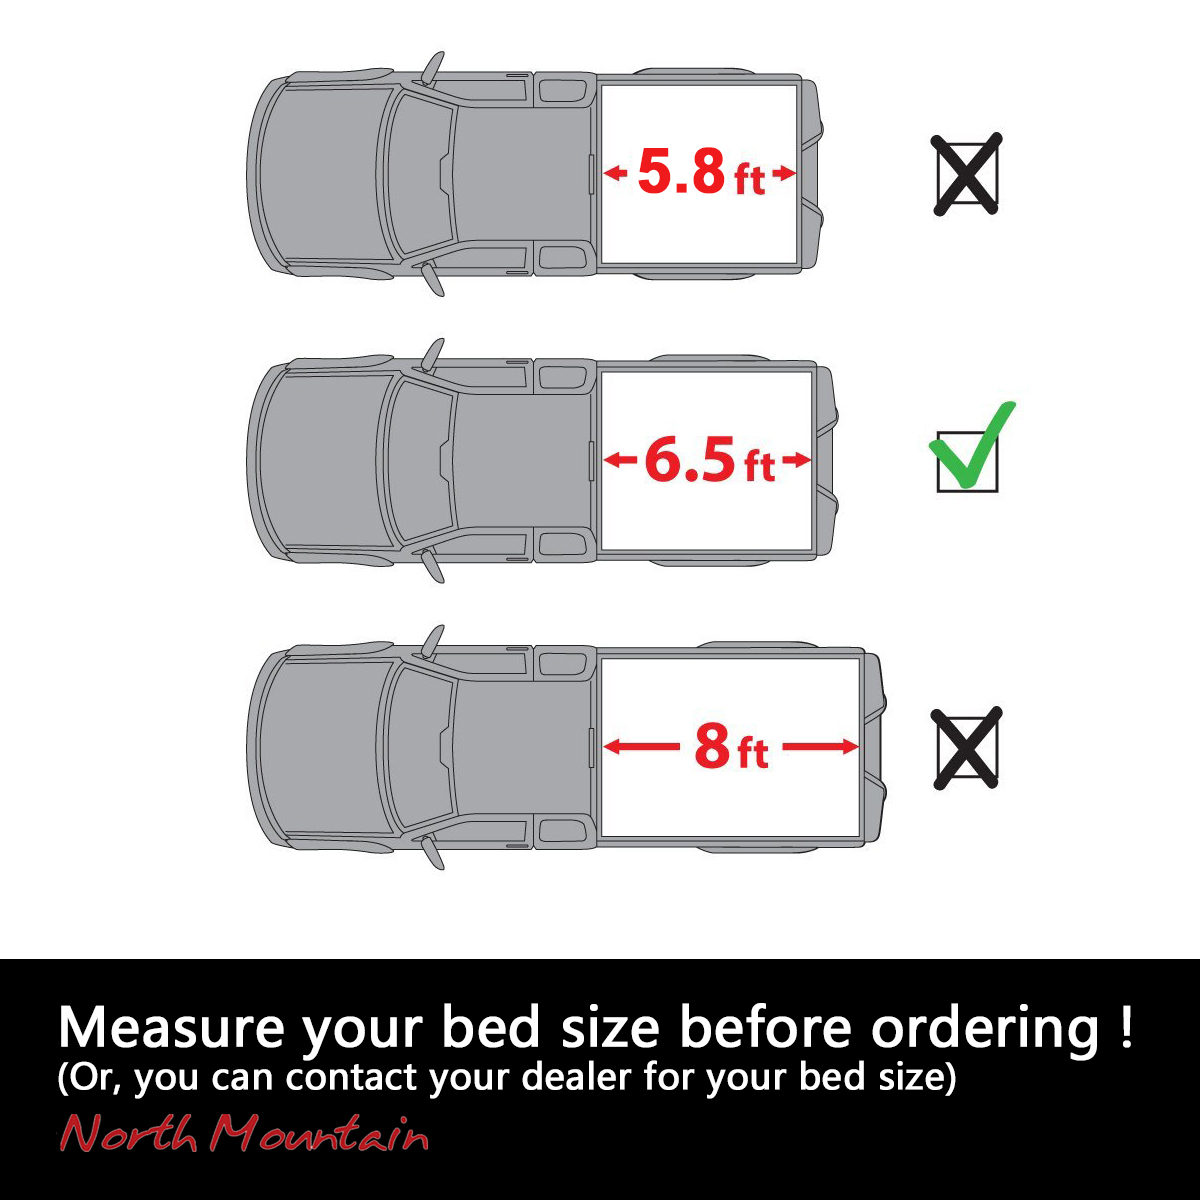 5.8 ft
6.5 ft
8 ft
Measure your bed size before ordering !
(Or, you can contact your dealer for your bed size)
North Mountain